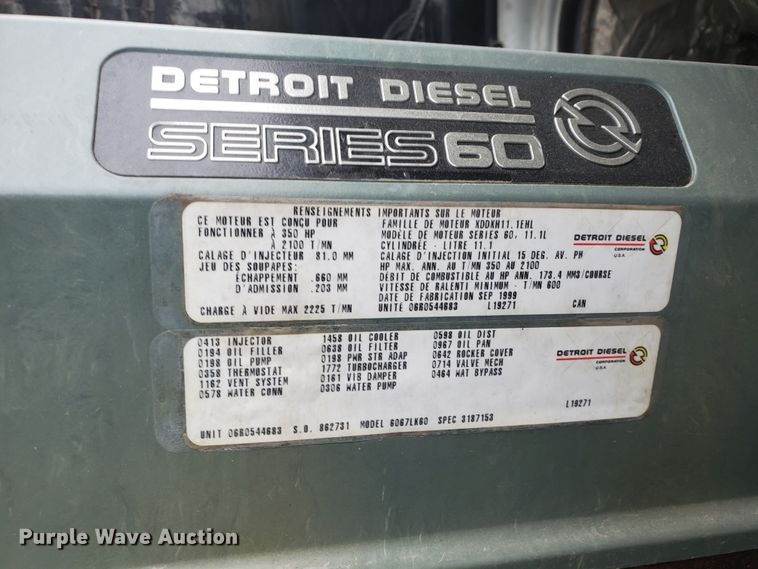 DETROIT DIESEL
SERIES 60
RENSEIGNEMENTS IMPORTANTS SUR LE MOTEUR
CE MOTEUR EST CONÇU POUR FAMILLE DE MOTEUR XDDXH11.1EHL
FONCTIONNER À 350 HP MODÈLE DE MOTEUR SERIES 60, 11.1L
À 2100 T/MN CYLINDRÉE - LITRE 11.1
CALAGE D'INJECTEUR 81.0 MM CALAGE D'INJECTION INITIAL 15 DEG. AV. PH
JEU DES SOUPAPES: HP MAX. ANN. AU T/MN 350 AU 2100
ÉCHAPPEMENT .660 MM DÉBIT DE COMBUSTIBLE AU HP ANN. 173.4 MM3/COURSE
D'ADMISSION .203 MM VITESSE DE RALENTI MINIMUM - T/MN 600
DATE DE FABRICATION SEP 1999
CHARGE À VIDE MAX 2225 T/MN UNITÉ 06R0544683 L19271 CAN
DETROIT DIESEL
CORPORATION
U.S.A.
0413 INJECTOR 1458 OIL COOLER 0598 OIL DIST
0194 OIL FILLER 0638 OIL FILTER 0967 OIL PAN
0198 OIL PUMP 0198 PWR STR ADAP 0642 ROCKER COVER
0358 THERMOSTAT 1772 TURBOCHARGER 0714 VALVE MECH
1162 VENT SYSTEM 0161 VIB DAMPER 0464 WAT BYPASS
0578 WATER CONN 0306 WATER PUMP
DETROIT DIESEL
CORPORATION
U.S.A.
L19271
UNIT 06R0544683 S.O. 862731 MODEL 6067LK60 SPEC 3187153
Purple Wave Auction